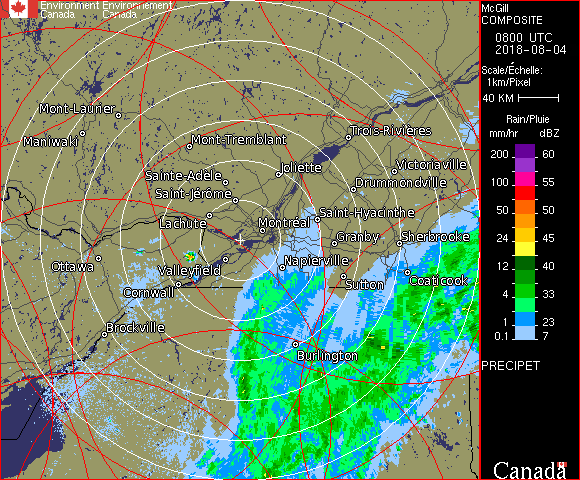 Environment Environnement
Canada Canada
McGill
COMPOSITE
0800 UTC
2018-08-04
Scale/Échelle:
1km/Pixel
40 KM
Rain/Pluie
mm/hr dBZ
200 60
100 55
50 50
24 45
12 40
4 33
1 23
0.1 7
PRECIPET
Canada
Mont-Laurier
Maniwaki
Mont-Tremblant
Trois-Rivières
Sainte-Adèle
Joliette
Victoriaville
Saint-Jérôme
Drummondville
Lachute
Montréal
Saint-Hyacinthe
Granby
Sherbrooke
Ottawa
Valleyfield
Napierville
Cornwall
Sutton
Coaticook
Brockville
Burlington